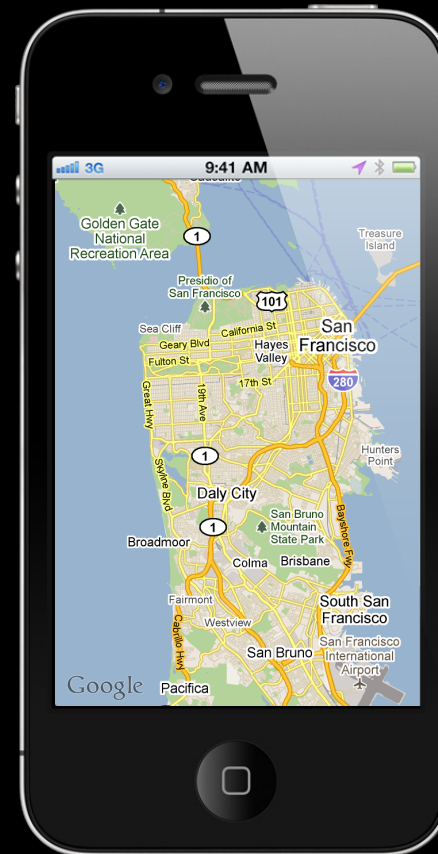 3G
9:41 AM
Sausalito
Golden Gate
National
Recreation Area
1
Treasure
Island
Presidio of
San Francisco
101
Sea Cliff
California St
San
Francisco
Geary Blvd
Hayes
Valley
Fulton St
17th St
280
Great Hwy
19th Ave
1
Hunters
Point
Skyline Blvd
Daly City
Bayshore Fwy
San Bruno
Mountain
State Park
1
Broadmoor
Colma
Brisbane
Fairmont
South San
Francisco
Westview
Cabrillo Hwy
San Francisco
International
Airport
San Bruno
Google
Pacifica